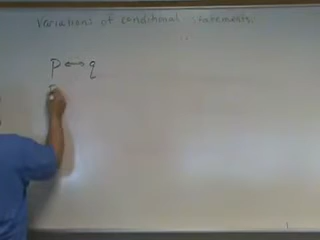 Variations of conditional statements.
p ↔ q